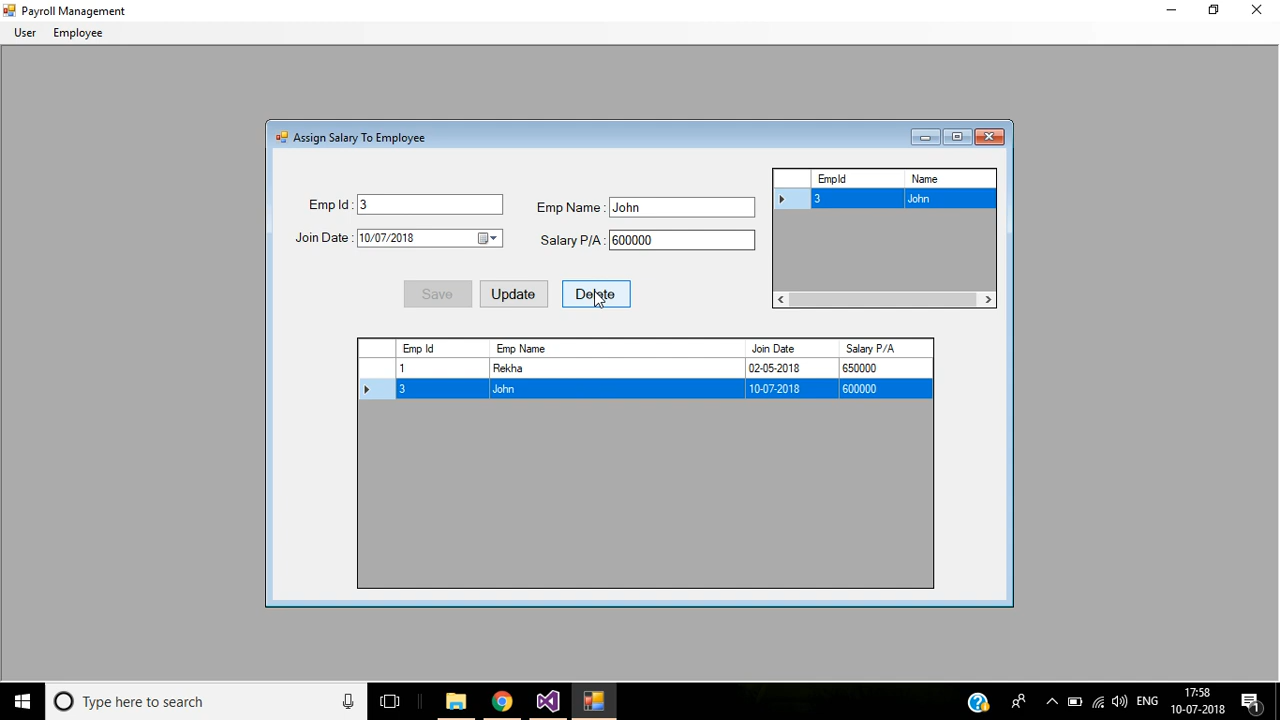 Payroll Management
User Employee
Assign Salary To Employee
EmpId Name
3 John
Emp Id : 3
Emp Name : John
Join Date : 10/07/2018
Salary P/A : 600000
Save Update Delete
Emp Id Emp Name Join Date Salary P/A
1 Rekha 02-05-2018 650000
3 John 10-07-2018 600000
Type here to search
ENG
17:58
10-07-2018
1